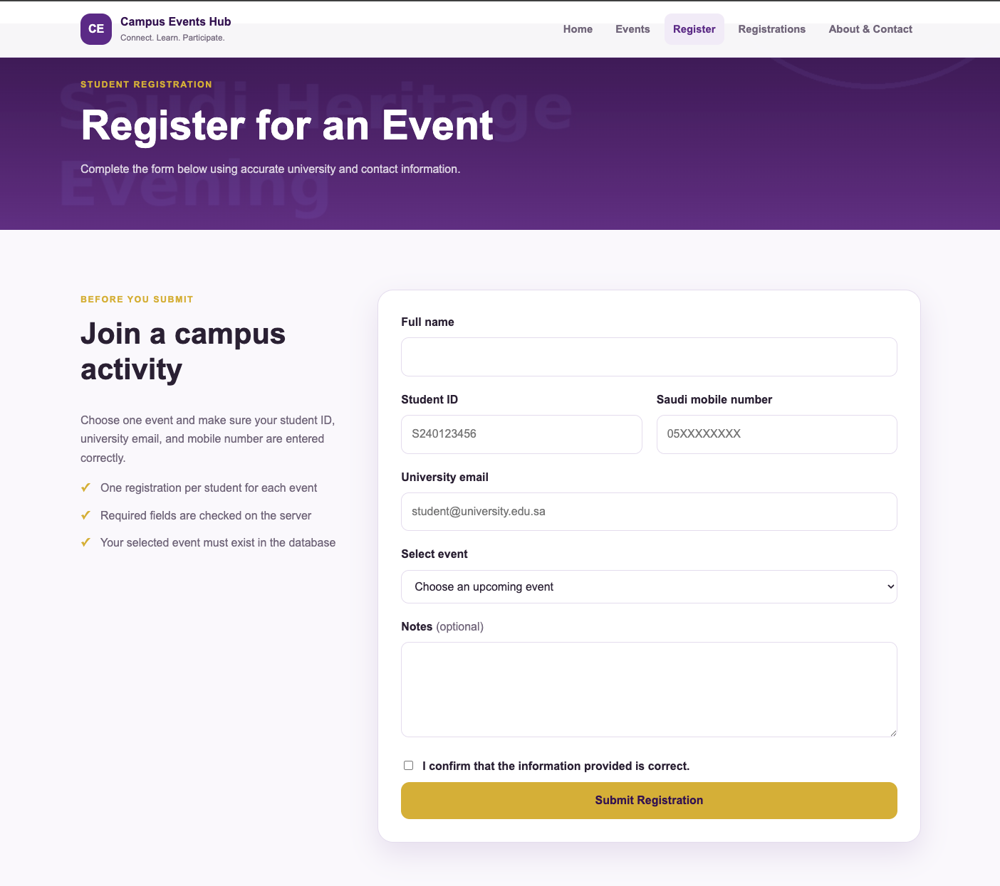 CE
Campus Events Hub
Connect. Learn. Participate.
Home
Events
Register
Registrations
About & Contact
STUDENT REGISTRATION
Saudi Heritage
Register for an Event
Complete the form below using accurate university and contact information.
Evening
BEFORE YOU SUBMIT
Join a campus
activity
Choose one event and make sure your student ID,
university email, and mobile number are entered
correctly.
✓ One registration per student for each event
✓ Required fields are checked on the server
✓ Your selected event must exist in the database
Full name
Student ID
S240123456
Saudi mobile number
05XXXXXXXX
University email
student@university.edu.sa
Select event
Choose an upcoming event
Notes (optional)
I confirm that the information provided is correct.
Submit Registration